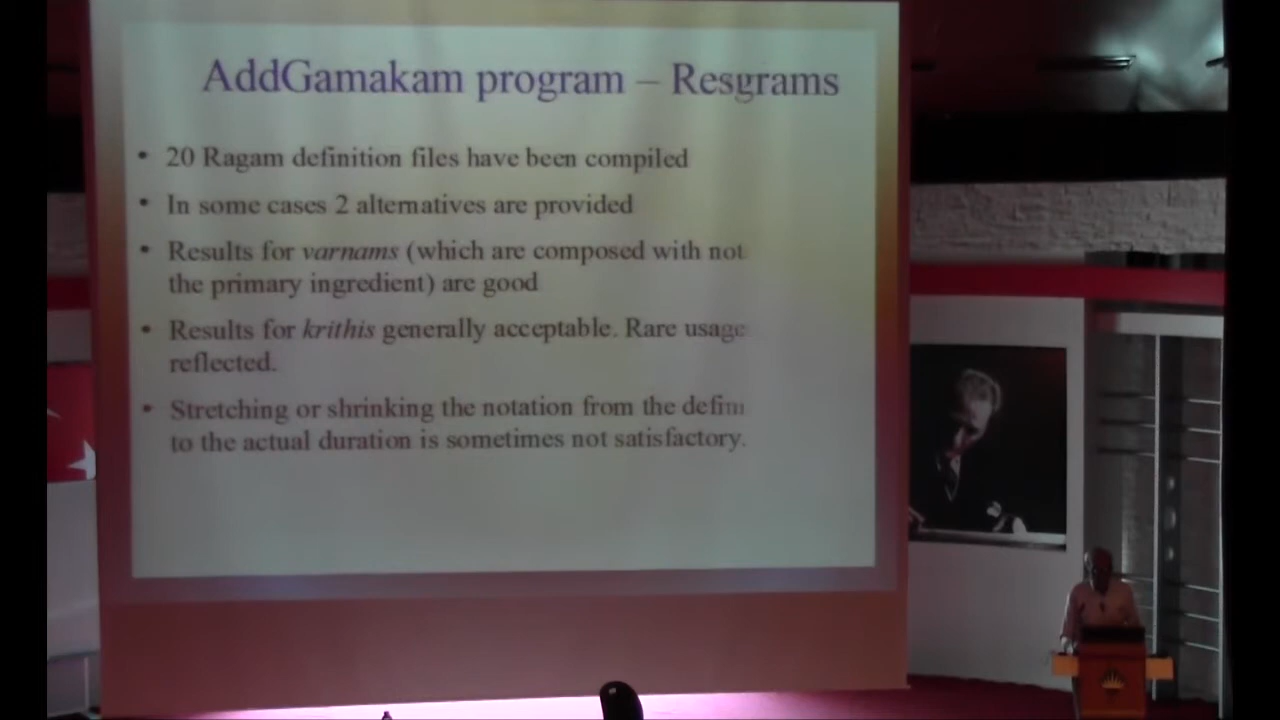 AddGamakam program – Resgrams
• 20 Ragam definition files have been compiled
• In some cases 2 alternatives are provided
• Results for varnams (which are composed with not
the primary ingredient) are good
• Results for krithis generally acceptable. Rare usage
reflected.
• Stretching or shrinking the notation from the defini
to the actual duration is sometimes not satisfactory.